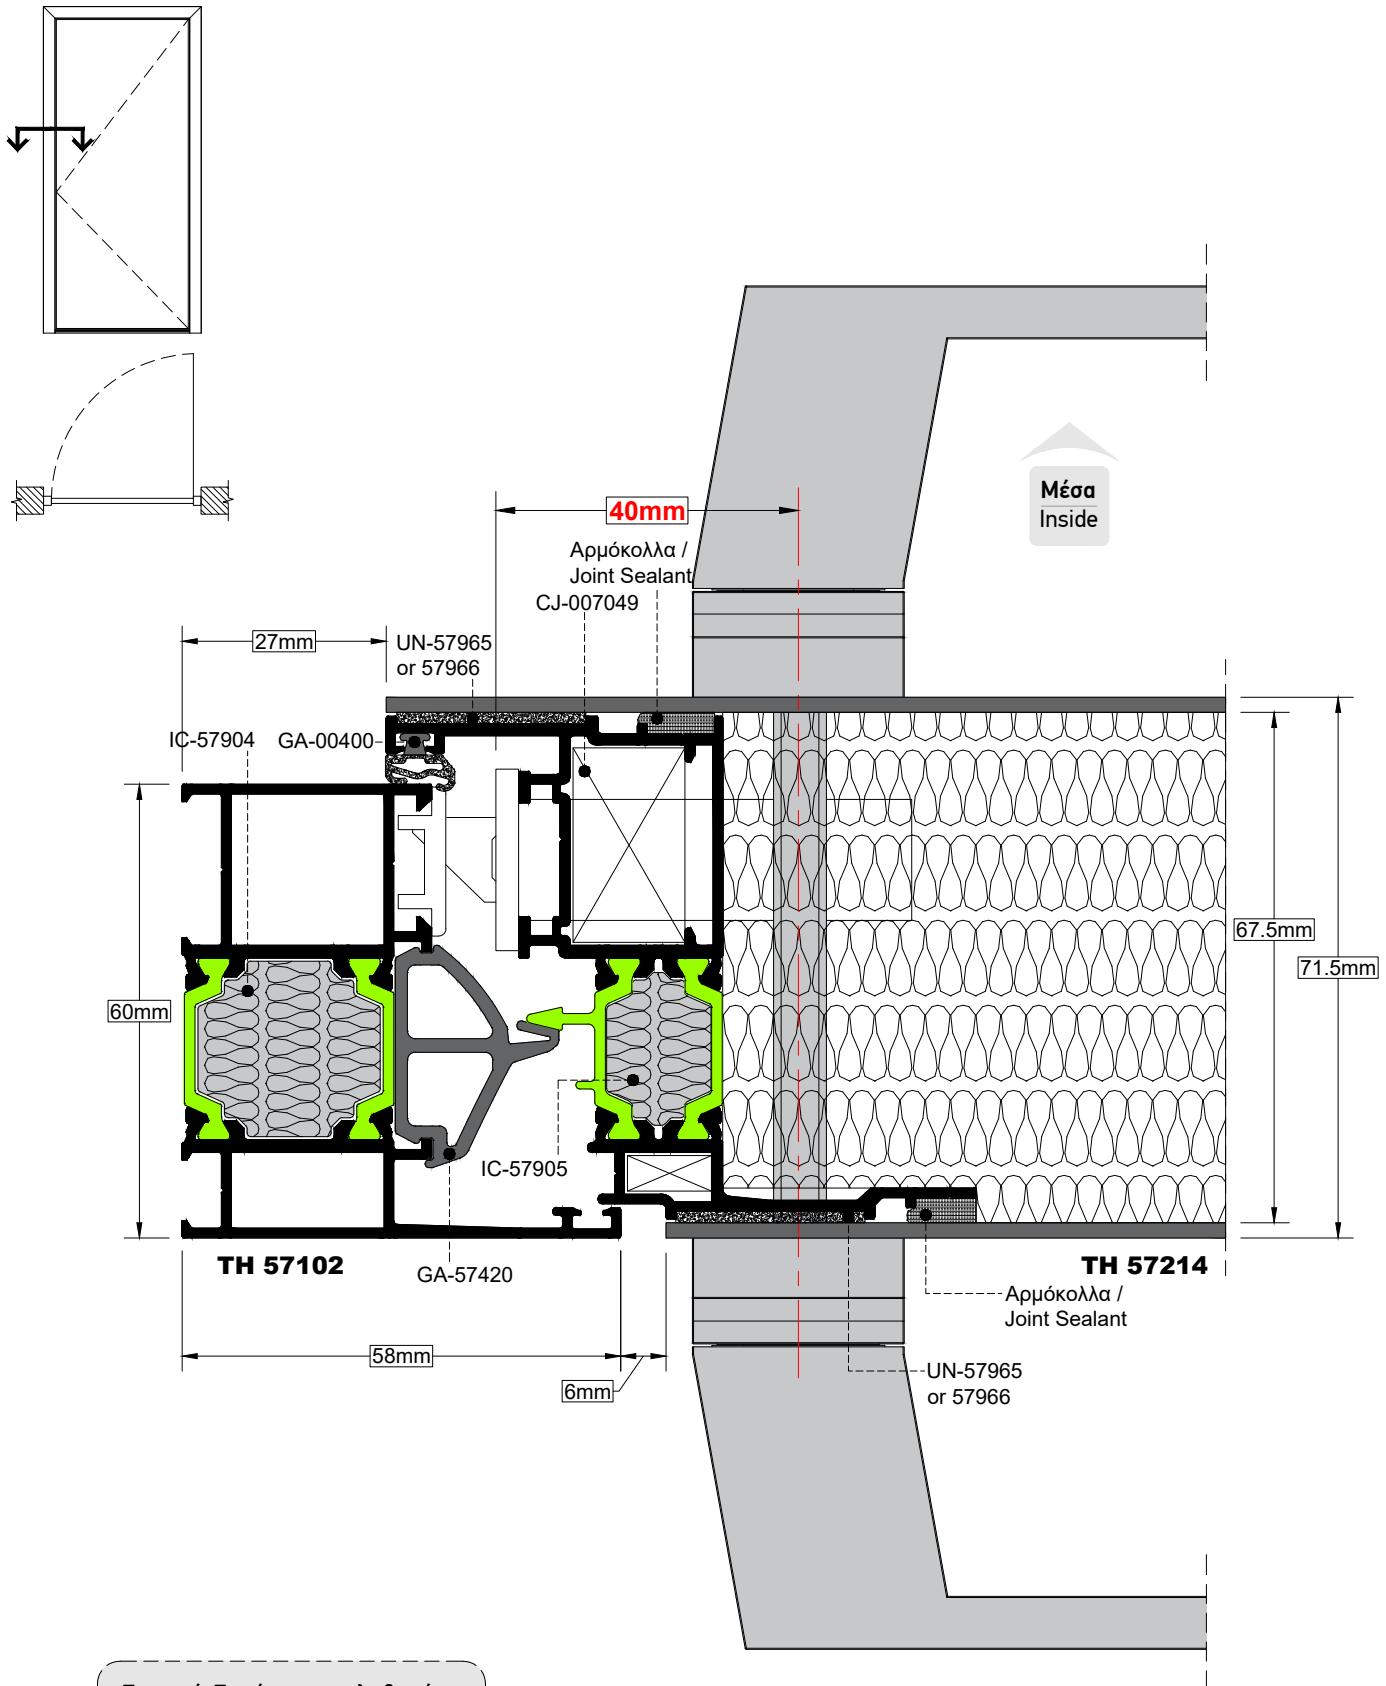 Μέσα
Inside
40mm
Αρμόκολλα /
Joint Sealant
CJ-007049
27mm
UN-57965
or 57966
IC-57904
GA-00400
67.5mm
71.5mm
60mm
IC-57905
TH 57102
GA-57420
TH 57214
Αρμόκολλα /
Joint Sealant
58mm
6mm
UN-57965
or 57966